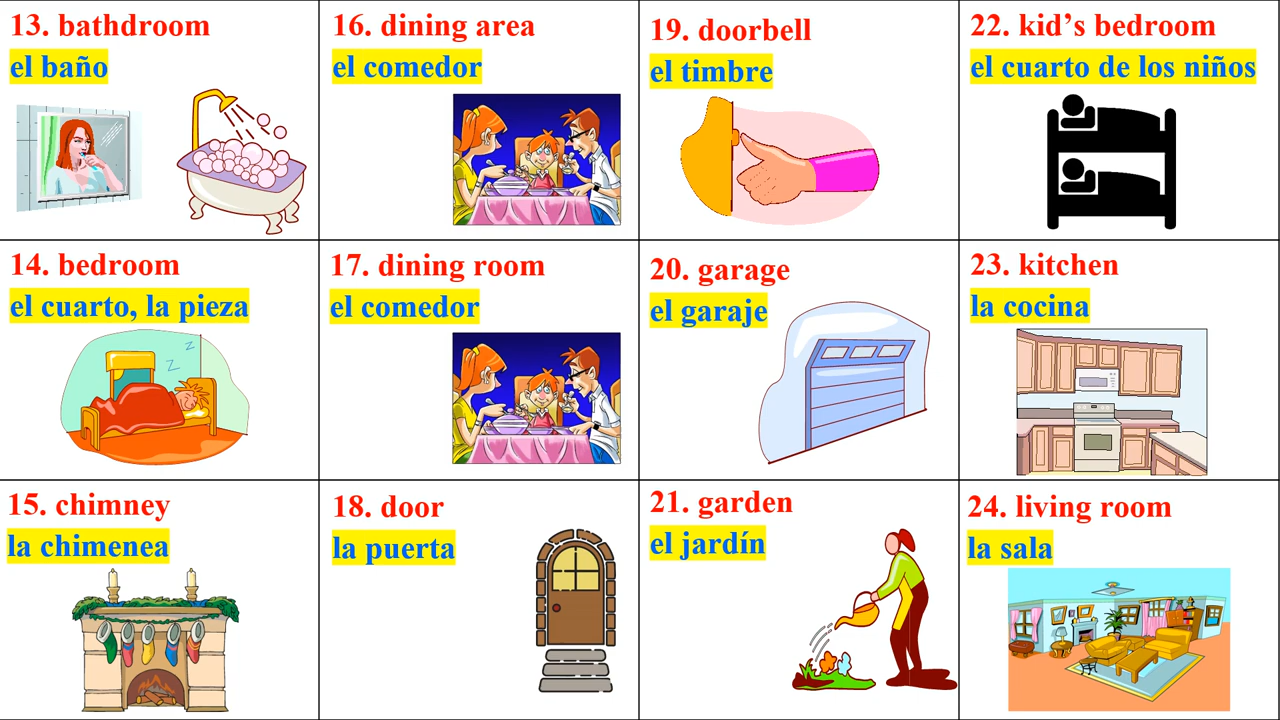 13. bathdroom
el baño
16. dining area
el comedor
19. doorbell
el timbre
22. kid’s bedroom
el cuarto de los niños
14. bedroom
el cuarto, la pieza
Z
Z
17. dining room
el comedor
20. garage
el garaje
23. kitchen
la cocina
15. chimney
la chimenea
18. door
la puerta
21. garden
el jardín
24. living room
la sala